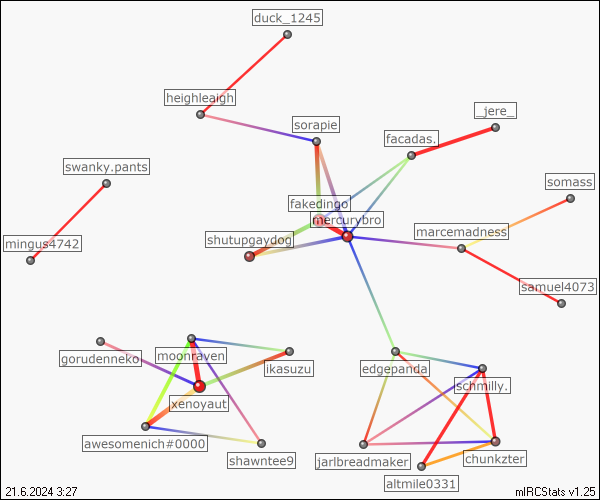 duck_1245
heighleaigh
sorapie
_jere_
facadas.
swanky.pants
somass
fakedingo
mercurybro
marcemadness
shutupgaydog
mingus4742
samuel4073
moonraven
gorudenneko
ikasuzu
edgepanda
schmilly.
xenoyaut
awesomenich#0000
shawntee9
jarlbreadmaker
chunkzter
altmile0331
21.6.2024 3:27
mIRCStats v1.25